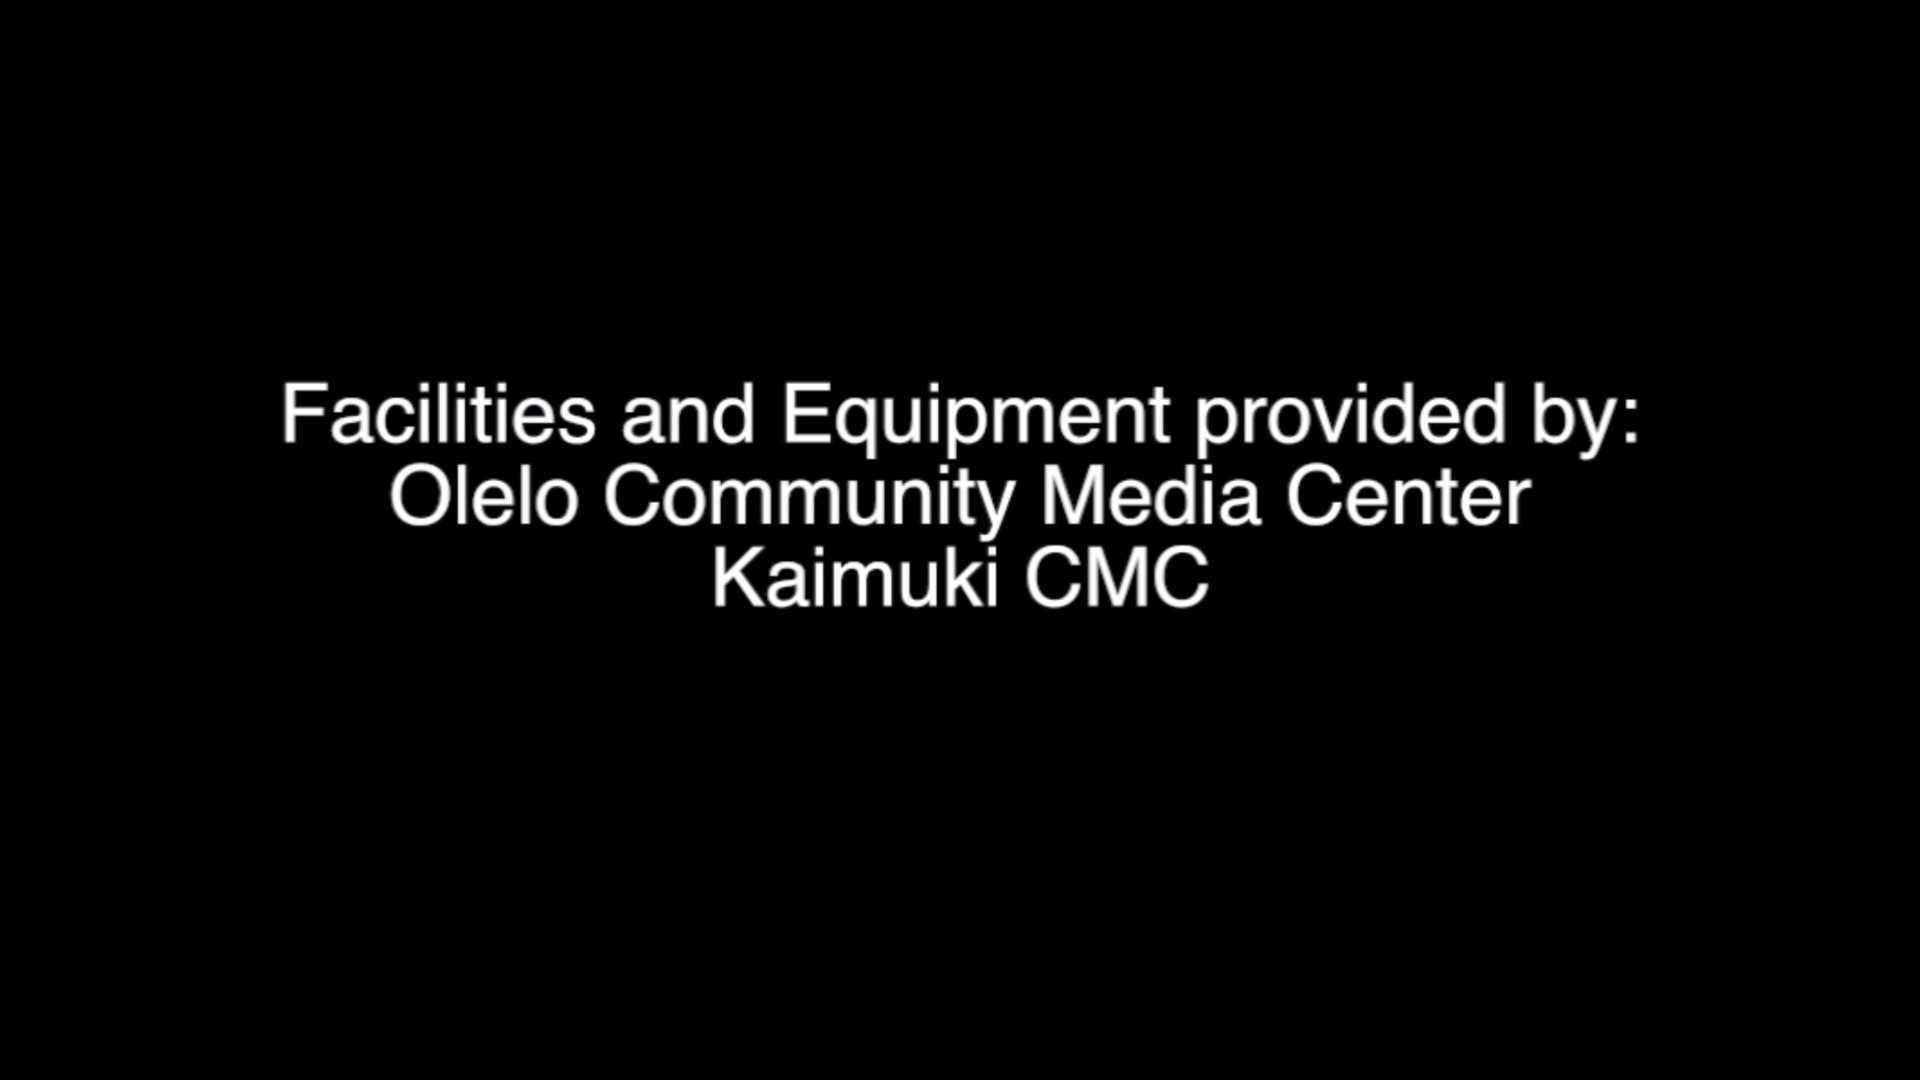 Facilities and Equipment provided by:
Olelo Community Media Center
Kaimuki CMC